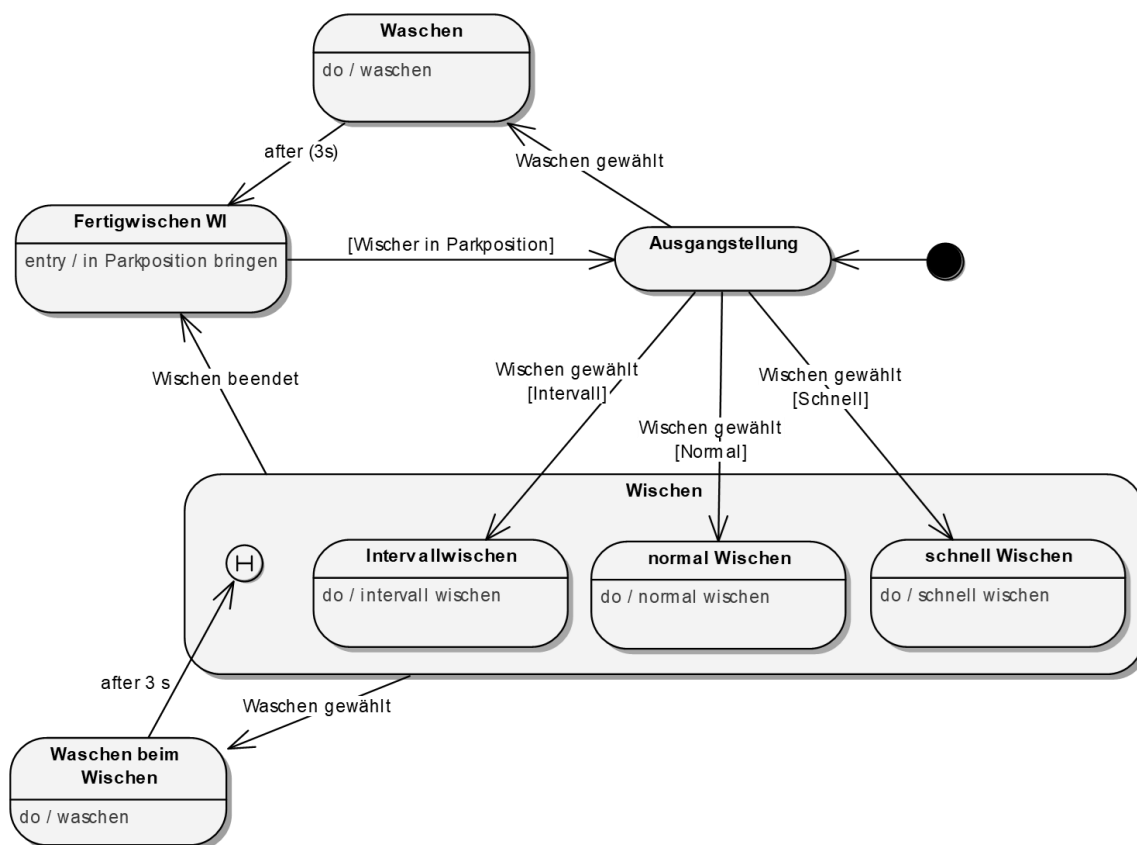 Waschen
do / waschen
after (3s)
Waschen gewählt
Fertigwischen WI
entry / in Parkposition bringen
[Wischer in Parkposition]
Ausgangstellung
Wischen beendet
Wischen gewählt
[Intervall]
Wischen gewählt
[Normal]
Wischen gewählt
[Schnell]
Wischen
H
Intervallwischen
do / intervall wischen
normal Wischen
do / normal wischen
schnell Wischen
do / schnell wischen
after 3 s
Waschen gewählt
Waschen beim
Wischen
do / waschen